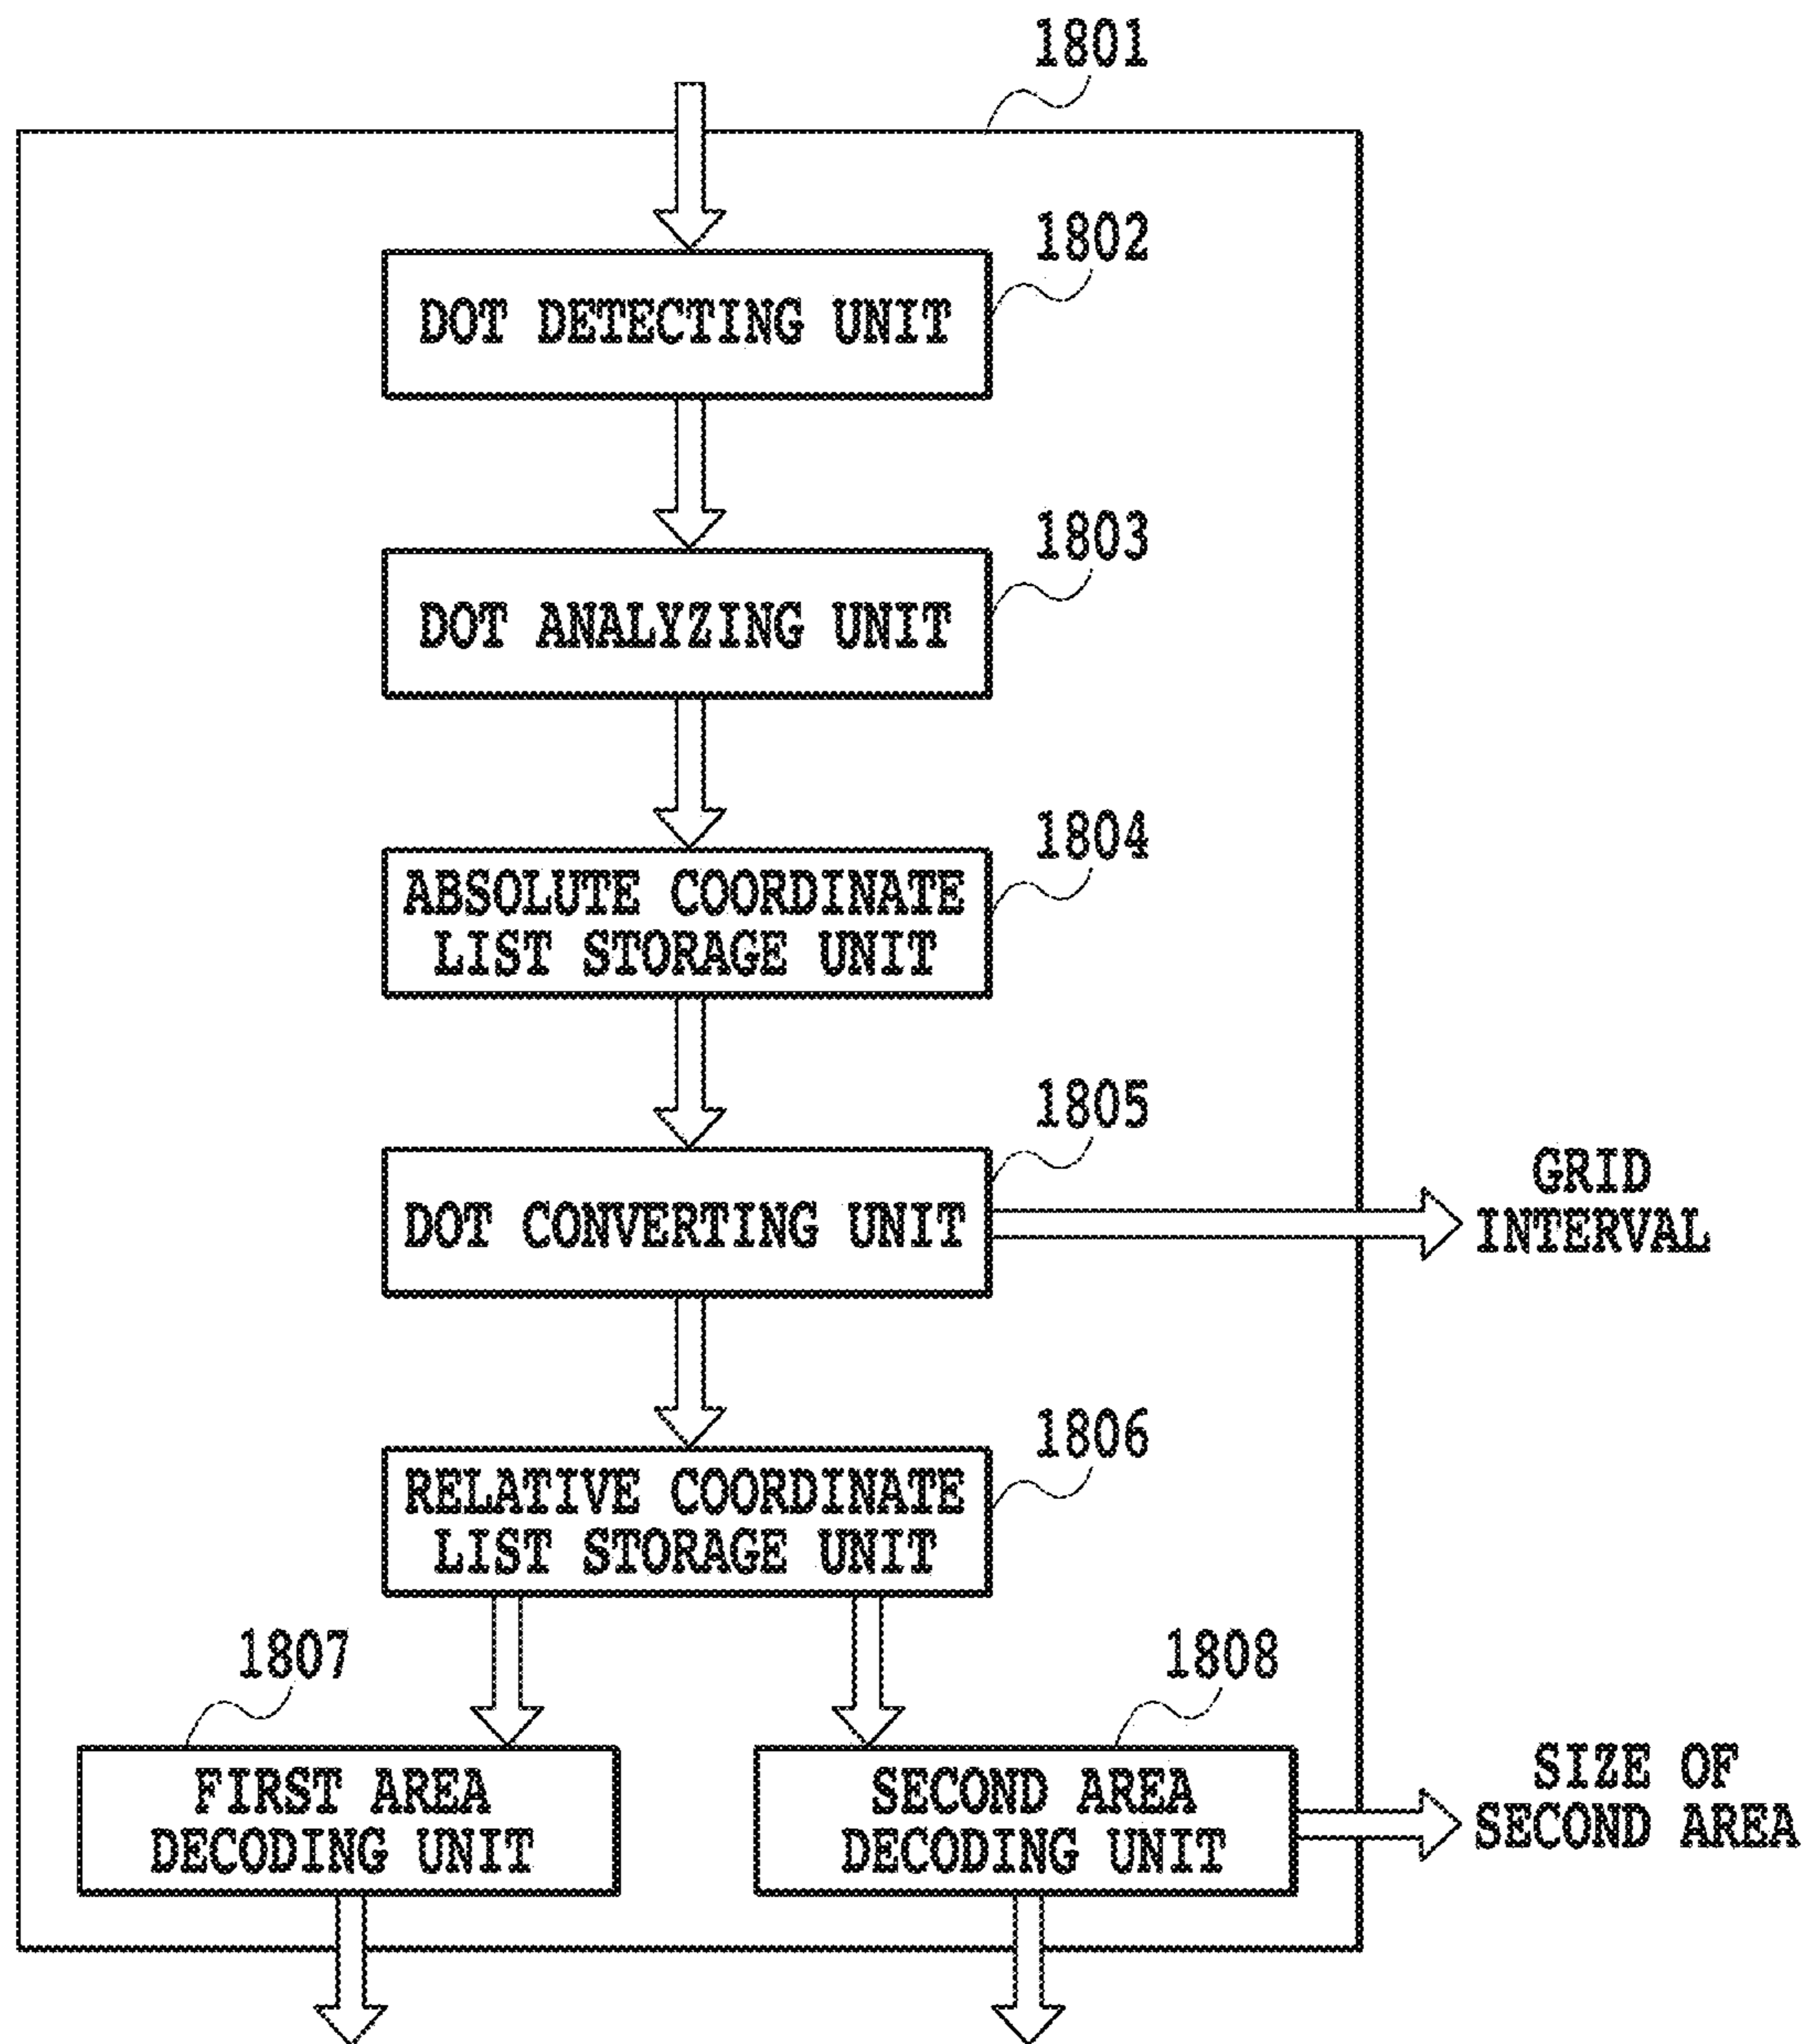 1801
1802
DOT DETECTING UNIT
1803
DOT ANALYZING UNIT
1804
ABSOLUTE COORDINATE
LIST STORAGE UNIT
1805
DOT CONVERTING UNIT
GRID
INTERVAL
1806
RELATIVE COORDINATE
LIST STORAGE UNIT
1807
1808
FIRST AREA
DECODING UNIT
SECOND AREA
DECODING UNIT
SIZE OF
SECOND AREA